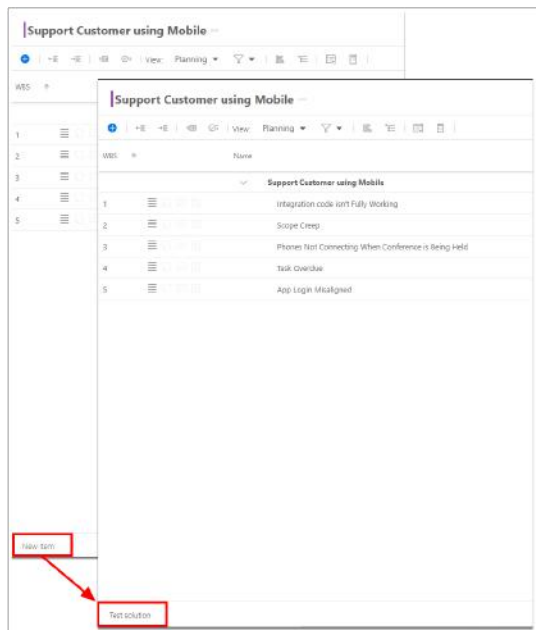 Support Customer using Mobile
View: Planning
WBS
1
2
3
4
5
New item
Support Customer using Mobile
View Planning
WBS Name
Support Customer using Mobile
1 Integration code isn't Fully Working
2 Scope Creep
3 Phones Not Connecting When Conference is Being Held
4 Task Overdue
5 App Login Misaligned
Test solution